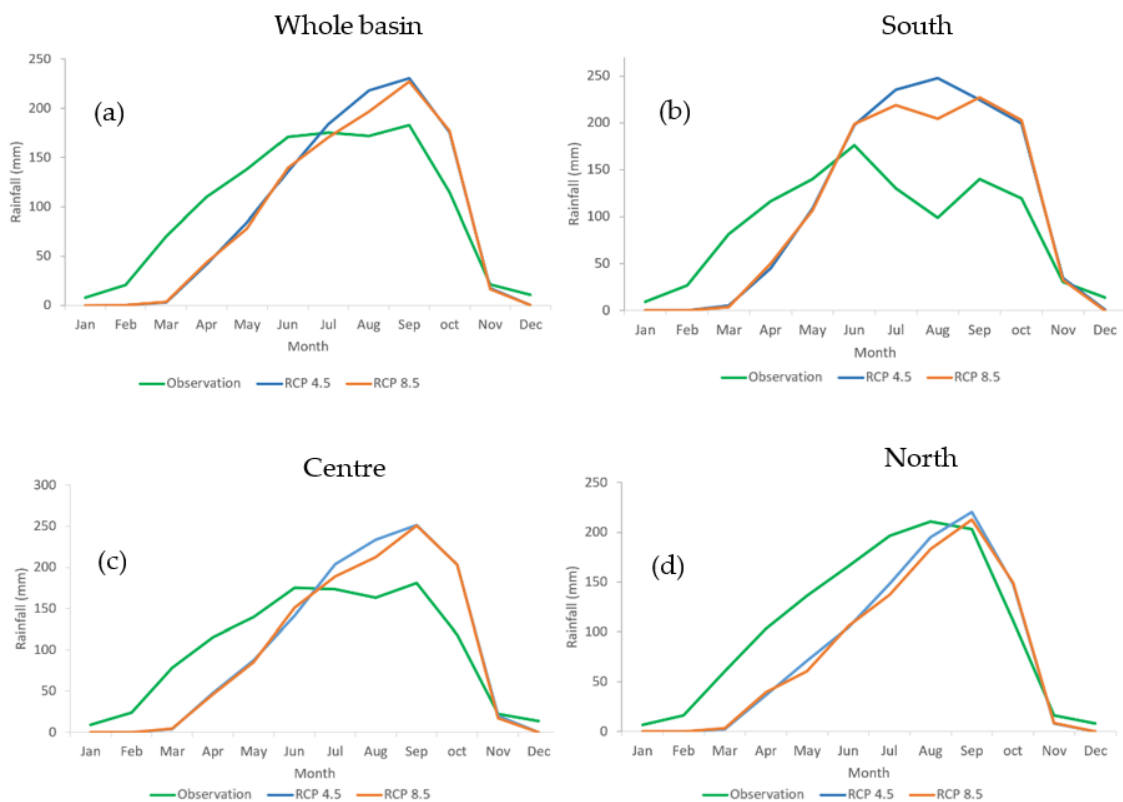 Whole basin
(a)
Rainfall (mm)
250
200
150
100
50
0
Jan Feb Mar Apr May Jun Jul Aug Sep oct Nov Dec
Month
Observation RCP 4.5 RCP 8.5
South
(b)
Rainfall (mm)
250
200
150
100
50
0
Jan Feb Mar Apr May Jun Jul Aug Sep oct Nov Dec
Month
Observation RCP 4.5 RCP 8.5
Centre
(c)
Rainfall (mm)
300
250
200
150
100
50
0
Jan Feb Mar Apr May Jun Jul Aug Sep oct Nov Dec
Month
Observation RCP 4.5 RCP 8.5
North
(d)
Rainfall (mm)
250
200
150
100
50
0
Jan Feb Mar Apr May Jun Jul Aug Sep oct Nov Dec
Month
Observation RCP 4.5 RCP 8.5